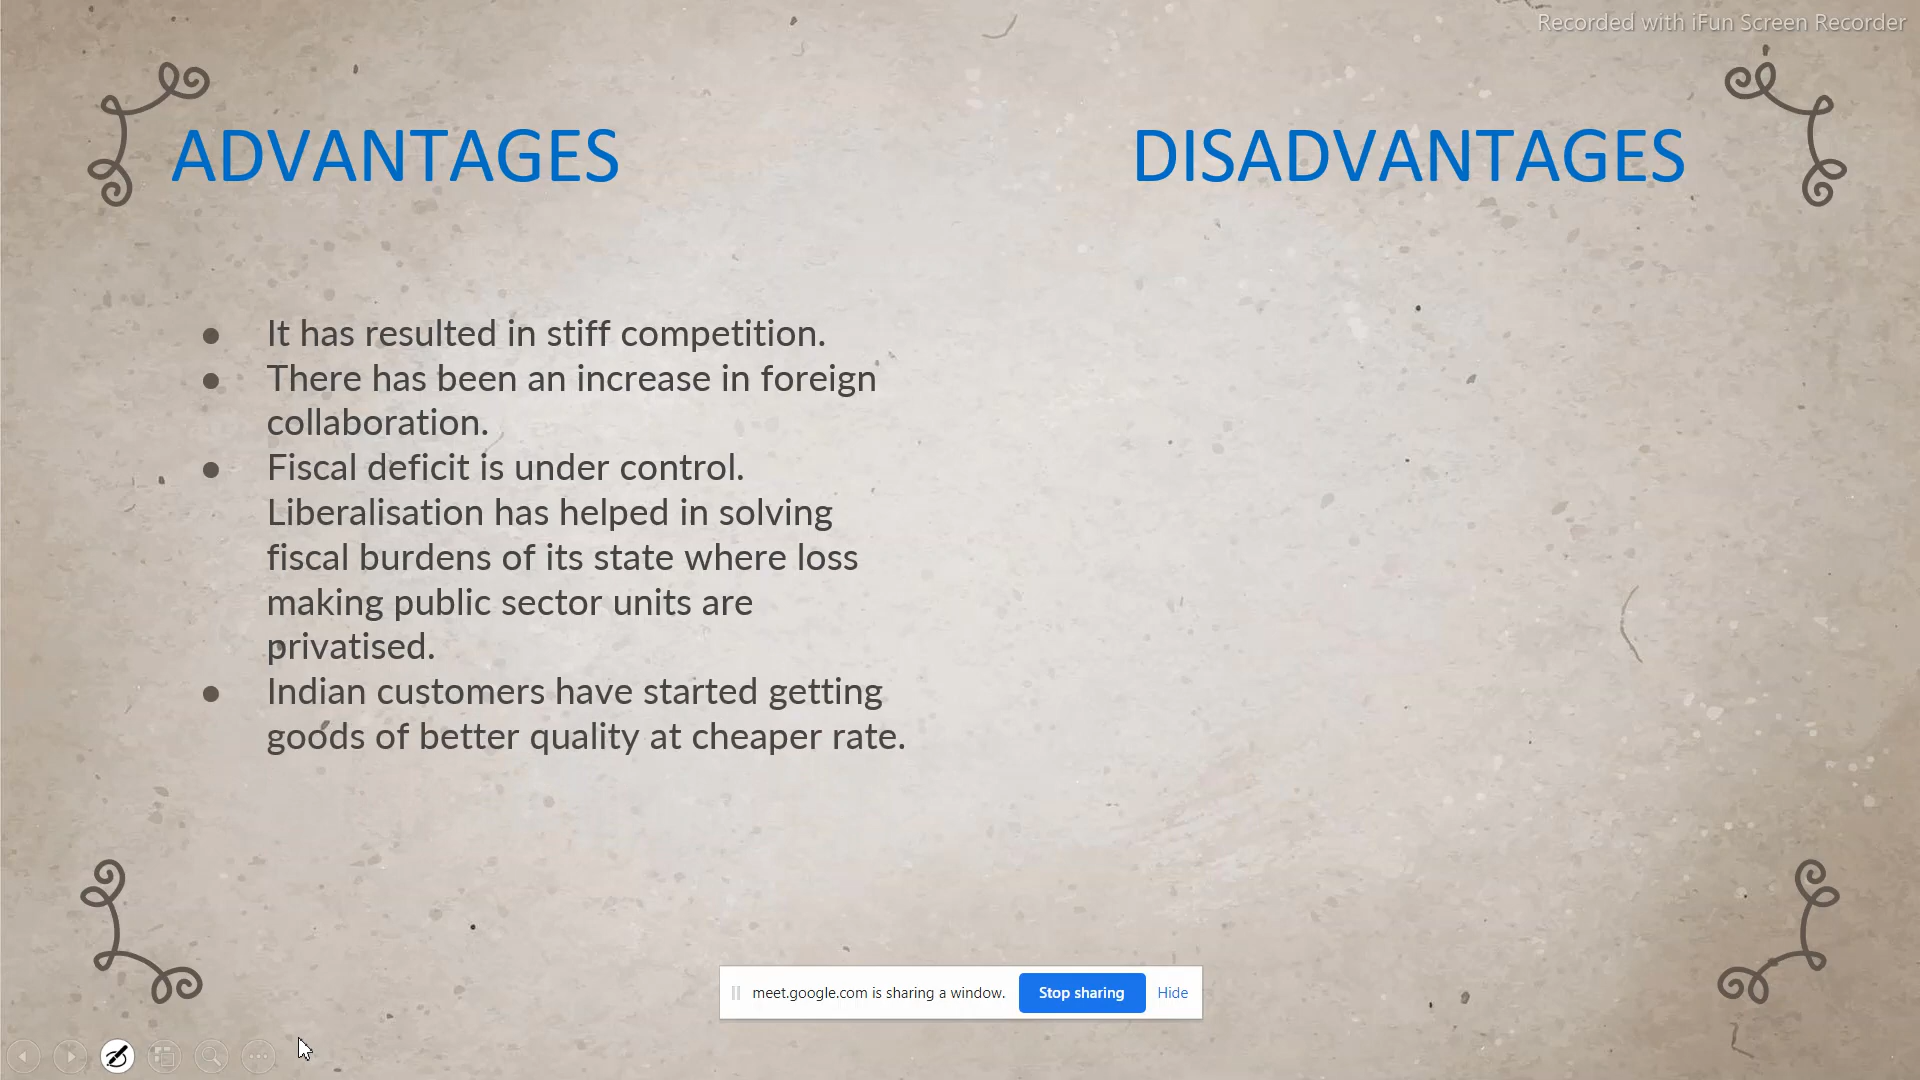 Recorded with iFun Screen Recorder
ADVANTAGES
DISADVANTAGES
● It has resulted in stiff competition.
● There has been an increase in foreign
collaboration.
● Fiscal deficit is under control.
Liberalisation has helped in solving
fiscal burdens of its state where loss
making public sector units are
privatised.
● Indian customers have started getting
goods of better quality at cheaper rate.
meet.google.com is sharing a window.
Stop sharing
Hide